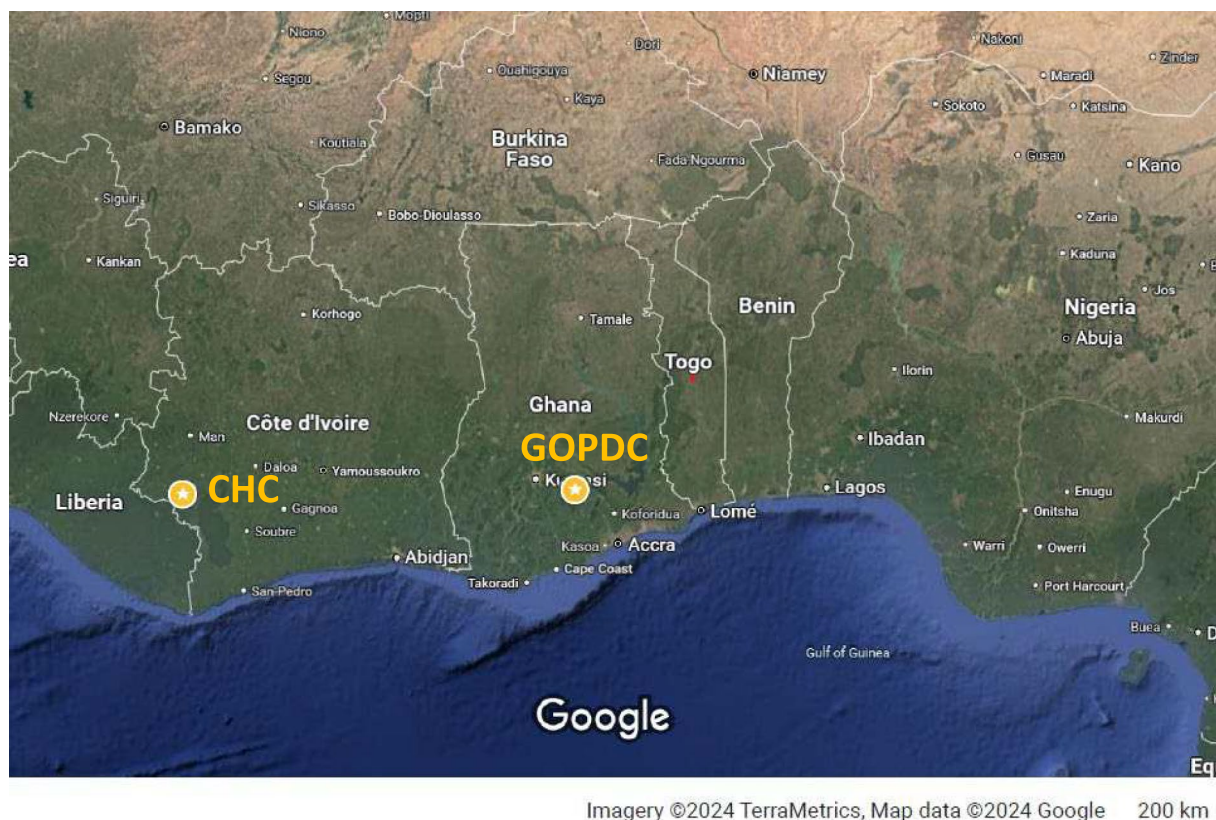 Mopti
Nakoni
Niono
Dori
Zinder
Segou
Ouahigouya
Niamey
Maradi
Kaya
Sokoto
Katsina
Bamako
Koutiala
Burkina
Faso
Fada Ngourma
Gusau
Kano
Siguiri
Sikasso
Bobo-Dioulasso
Zaria
ea
Kankan
Kaduna
Jos
Korhogo
Tamale
Benin
Nigeria
Abuja
Togo
Ilorin
Nzerekore
Man
Côte d'Ivoire
Ghana
Makurdi
GOPDC
Ibadan
Daloa
Yamoussoukro
Liberia
CHC
Lagos
Enugu
Gagnoa
Koforidua
Lomé
Onitsha
Soubre
Abidjan
Kasoa
Accra
Warri
Owerri
San-Pedro
Takoradi
Cape Coast
Port Harcourt
Buea
D
Gulf of Guinea
Google
Eq
Imagery ©2024 TerraMetrics, Map data ©2024 Google 200 km